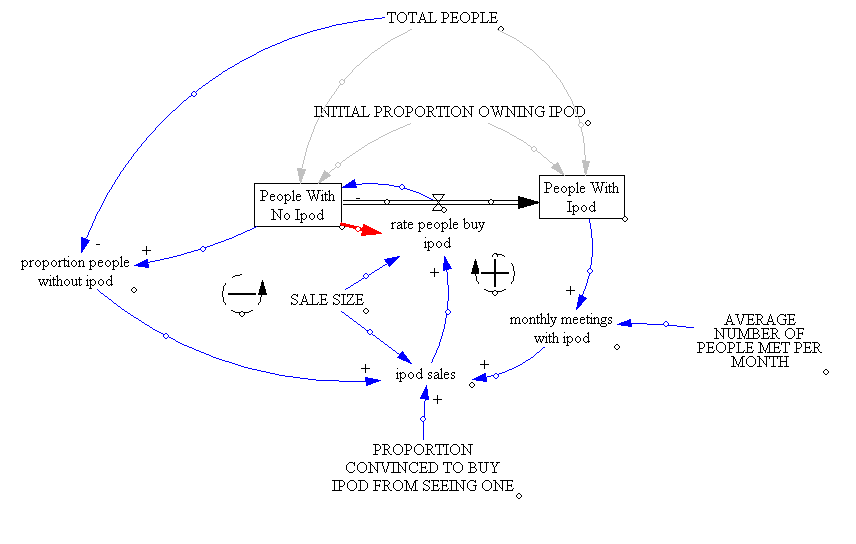 TOTAL PEOPLE
INITIAL PROPORTION OWNING IPOD
People With
No Ipod
People With
Ipod
-
rate people buy
ipod
-
+
proportion people
without ipod
+
SALE SIZE
+
monthly meetings
with ipod
AVERAGE
NUMBER OF
PEOPLE MET PER
MONTH
+
ipod sales
+
+
PROPORTION
CONVINCED TO BUY
IPOD FROM SEEING ONE